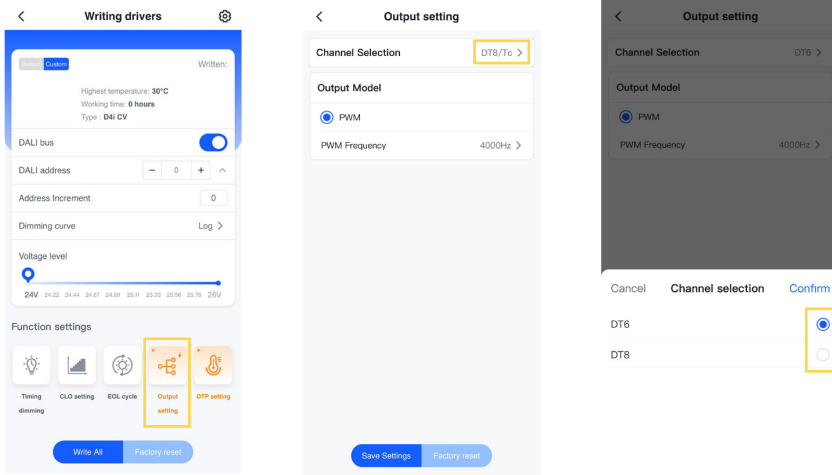 Writing drivers
Default Custom
Written:
Highest temperature: 30°C
Working time: 0 hours
Type : D4i CV
DALI bus
DALI address
− 0 +
Address Increment
0
Dimming curve
Log >
Voltage level
24V 24.22 24.44 24.67 24.89 25.11 25.33 25.56 25.78 26V
Function settings
Timing
dimming
CLO setting
EOL cycle
Output
setting
OTP setting
Write All
Factory reset
Output setting
Channel Selection
DT8/Tc >
Output Model
PWM
PWM Frequency
4000Hz >
Save Settings
Factory reset
Output setting
Channel Selection
DT6 >
Output Model
PWM
PWM Frequency
4000Hz >
Cancel
Channel selection
Confirm
DT6
DT8